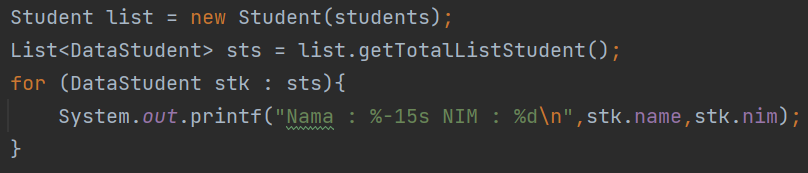 Student list = new Student(students);
List<DataStudent> sts = list.getTotalListStudent();
for (DataStudent stk : sts){
    System.out.printf("Nama : %-15s NIM : %d\n",stk.name,stk.nim);
}